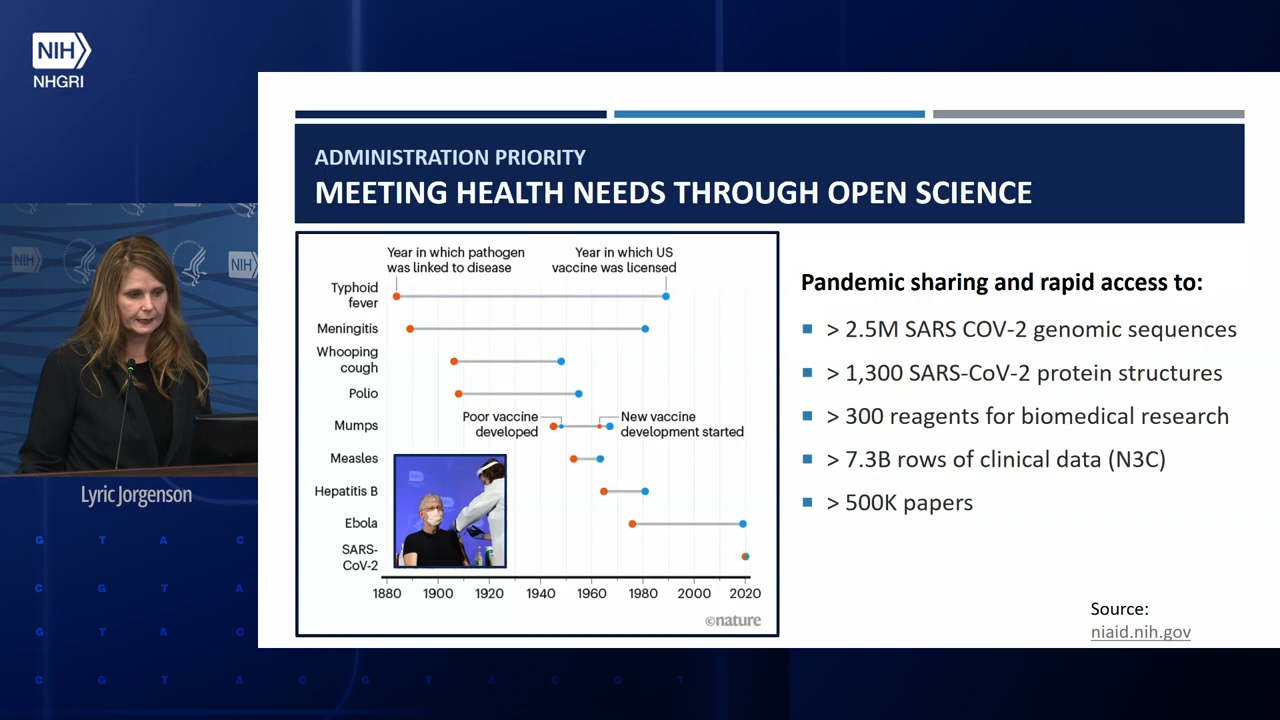 NIH
NHGRI
NIH
NIH
Lyric Jorgenson
G T A C
C G T A
G T A C
C G T A C G T A C G T
ADMINISTRATION PRIORITY
MEETING HEALTH NEEDS THROUGH OPEN SCIENCE
Year in which pathogen
was linked to disease
Year in which US
vaccine was licensed
Typhoid
fever
Meningitis
Whooping
cough
Polio
Mumps
Poor vaccine
developed
New vaccine
development started
Measles
Hepatitis B
Ebola
SARS-
CoV-2
1880 1900 1920 1940 1960 1980 2000 2020
©nature
Pandemic sharing and rapid access to:
> 2.5M SARS COV-2 genomic sequences
> 1,300 SARS-CoV-2 protein structures
> 300 reagents for biomedical research
> 7.3B rows of clinical data (N3C)
> 500K papers
Source:
niaid.nih.gov